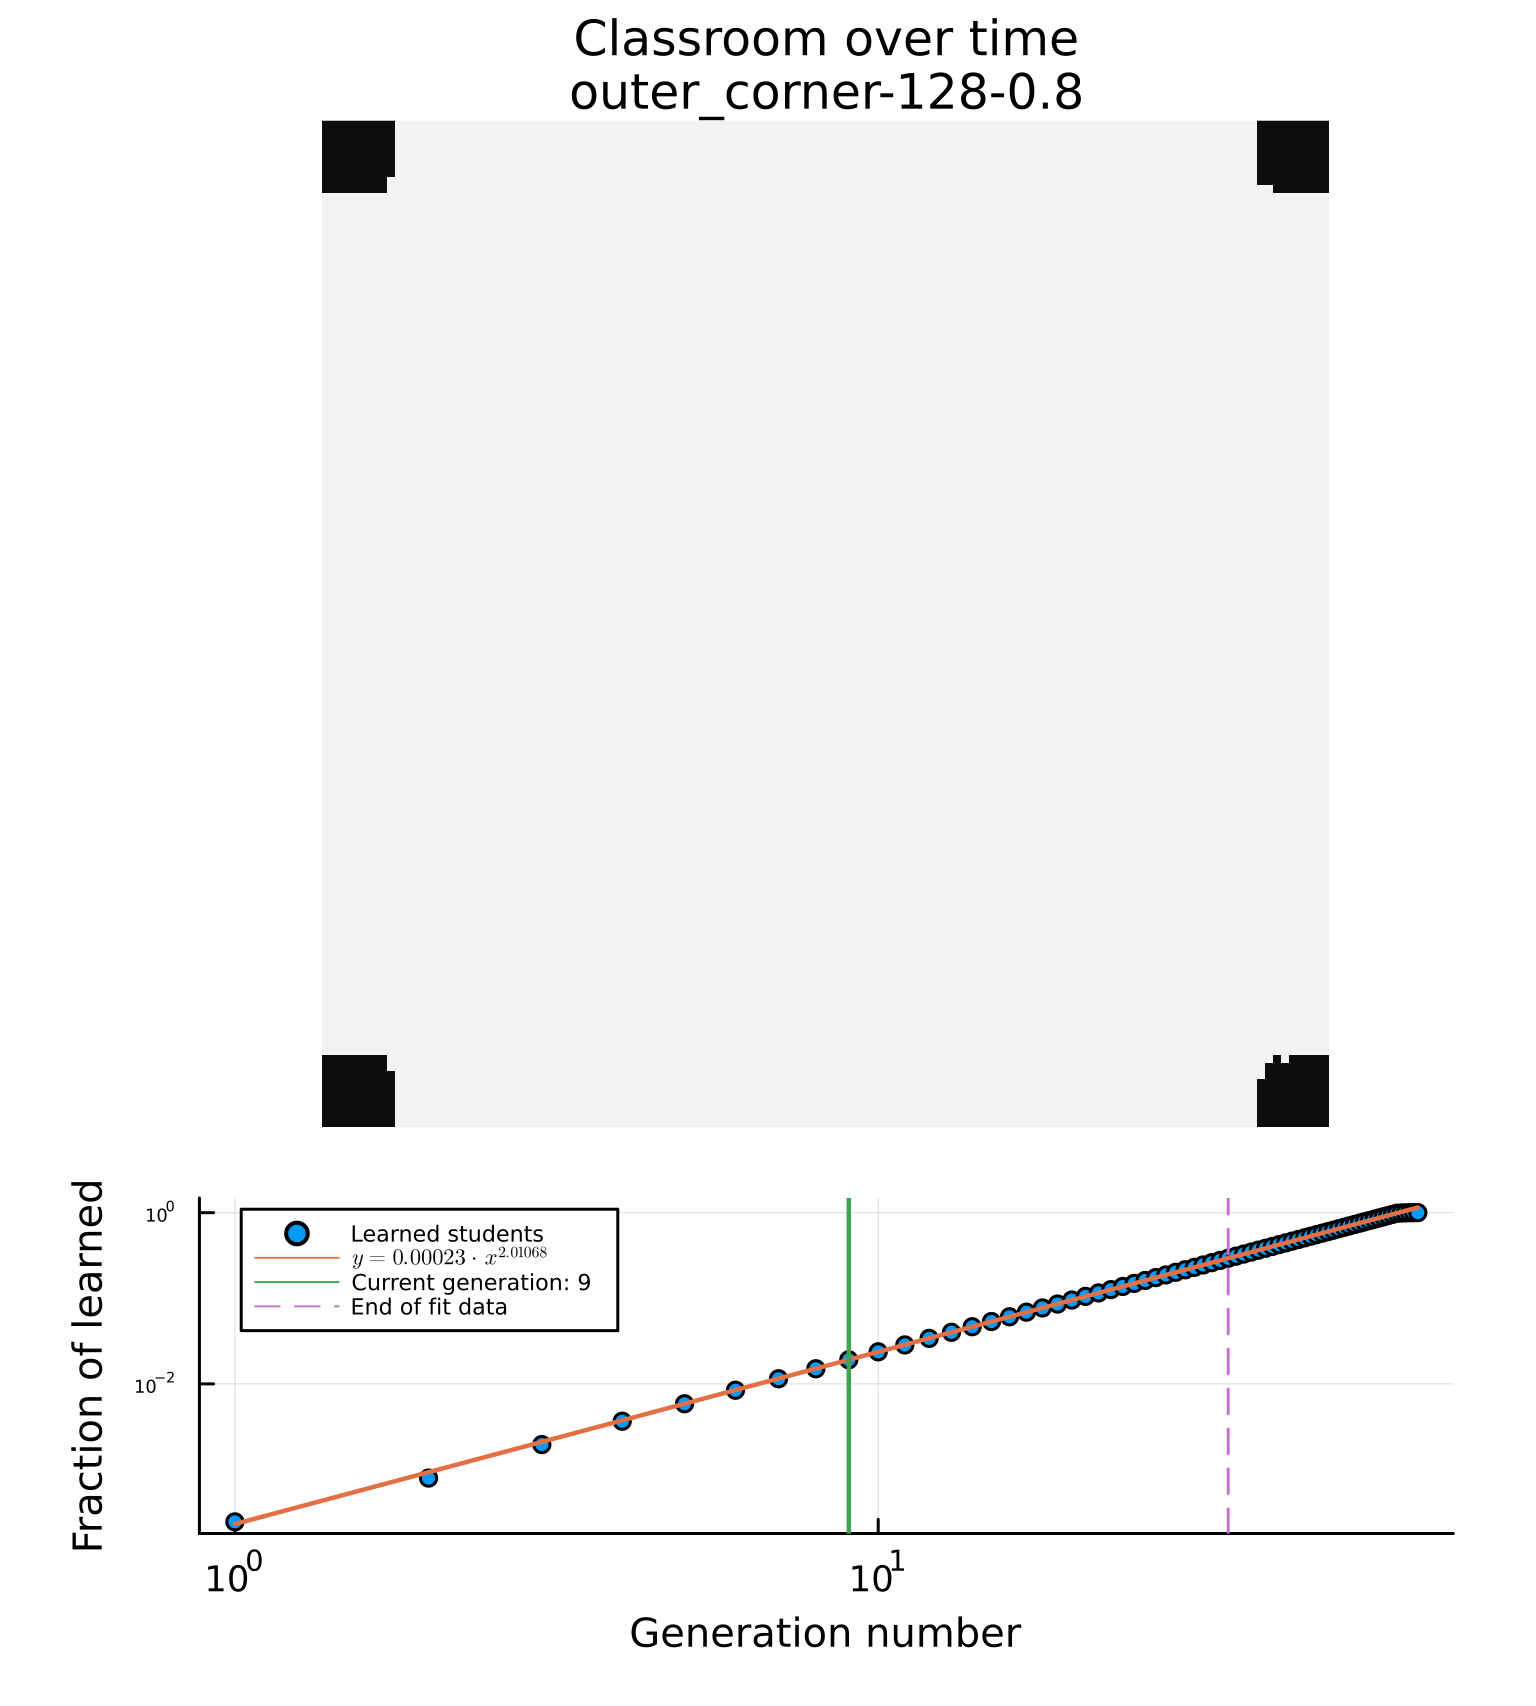 Classroom over time
outer_corner-128-0.8
Fraction of learned
10^0
10^-2
Learned students
y = 0.00023 · x^2.01068
Current generation: 9
End of fit data
10^0
10^1
Generation number